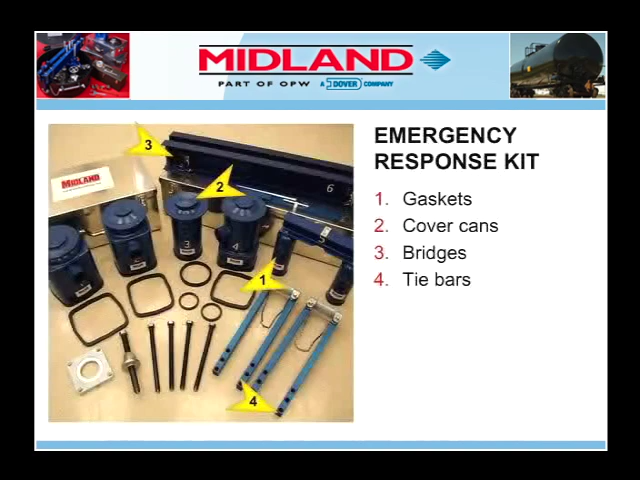 MIDLAND
PART OF OPW A DOVER COMPANY
EMERGENCY
RESPONSE KIT
1. Gaskets
2. Cover cans
3. Bridges
4. Tie bars
3
2
1
4
MIDLAND
3
4
5
6